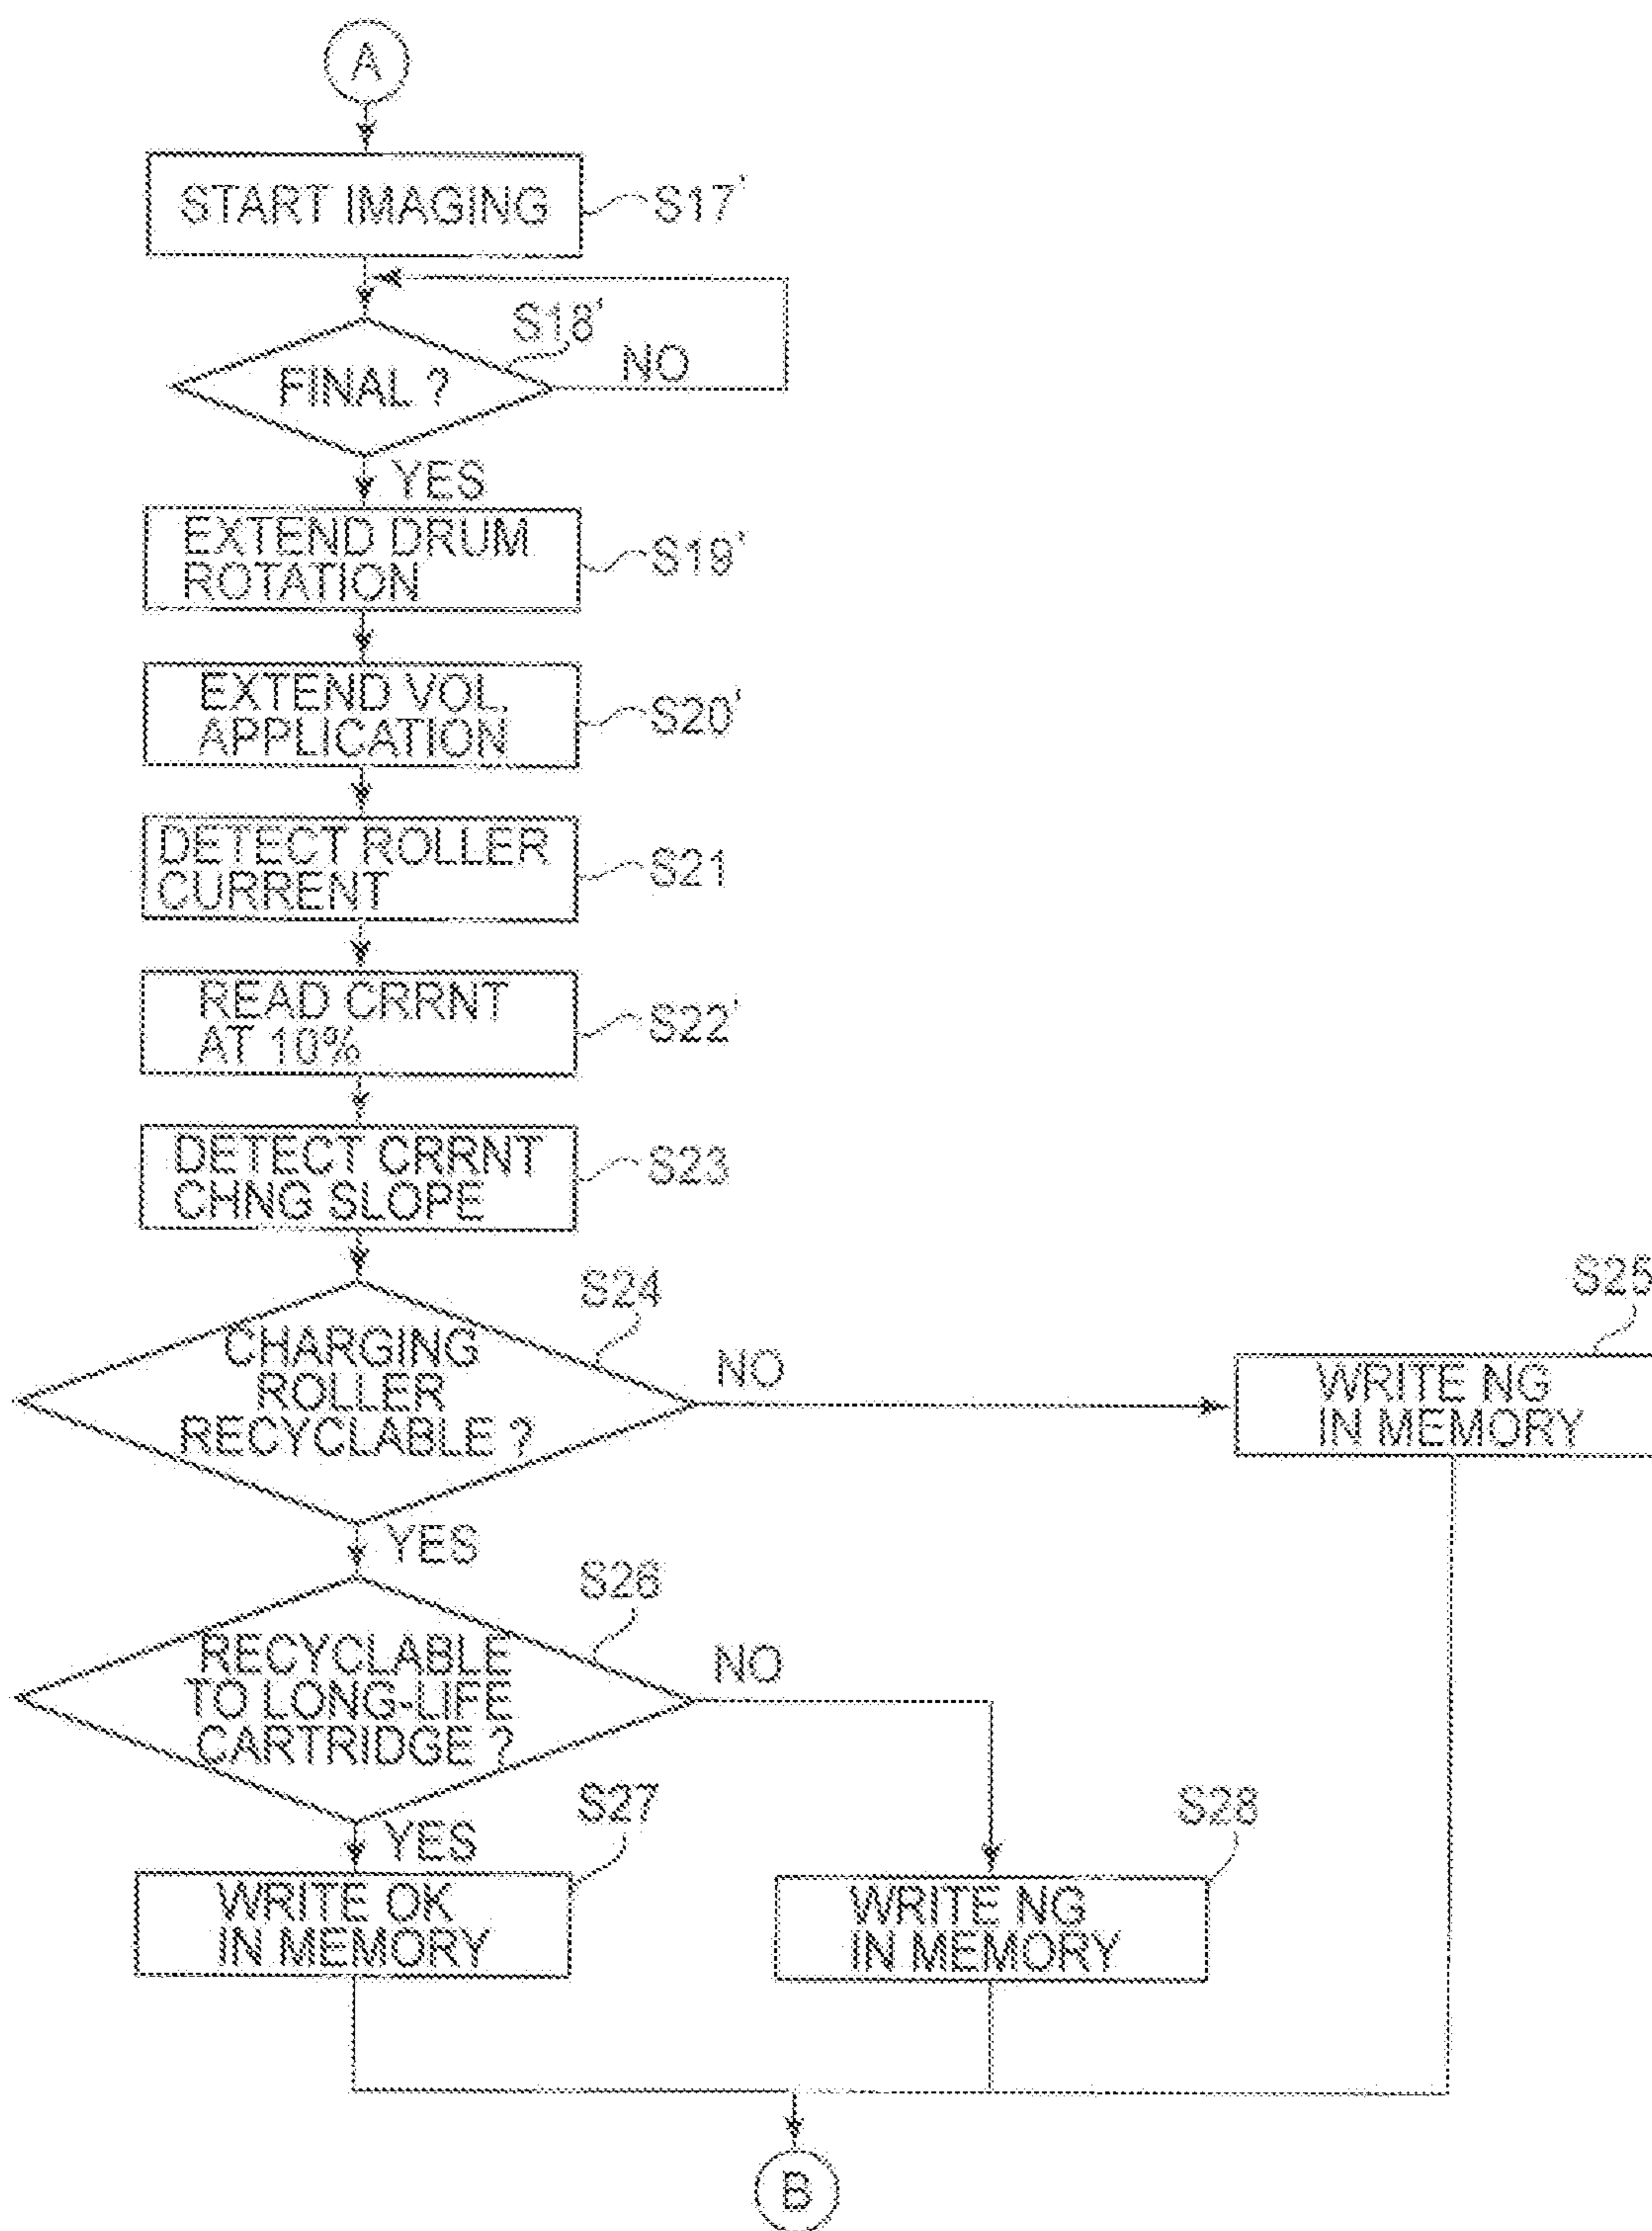 A
START IMAGING
S17'
S18'
FINAL ?
NO
YES
EXTEND DRUM
ROTATION
S19'
EXTEND VOL.
APPLICATION
S20'
DETECT ROLLER
CURRENT
S21
READ CRRNT
AT 10%
S22'
DETECT CRRNT
CHNG SLOPE
S23
S24
CHARGING
ROLLER
RECYCLABLE ?
NO
S25
WRITE NG
IN MEMORY
YES
S26
RECYCLABLE
TO LONG-LIFE
CARTRIDGE ?
NO
YES
S27
WRITE OK
IN MEMORY
S28
WRITE NG
IN MEMORY
B